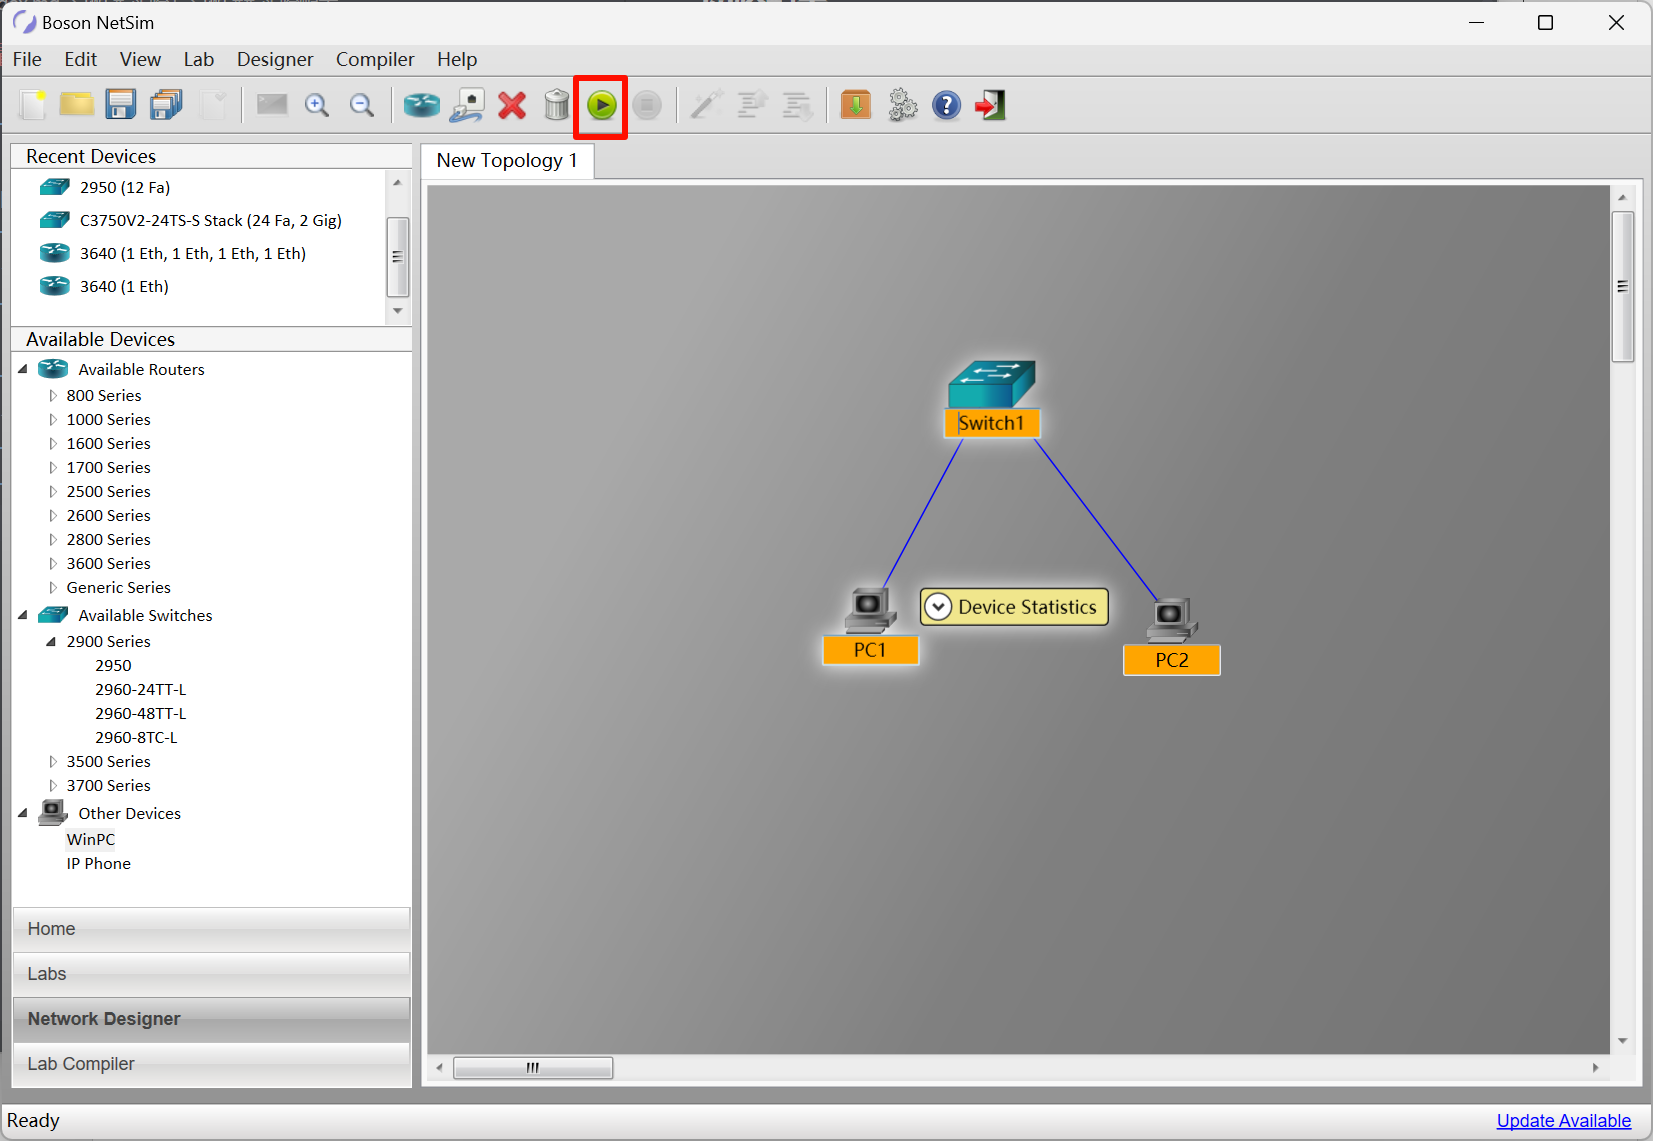 Boson NetSim
File Edit View Lab Designer Compiler Help
Recent Devices
2950 (12 Fa)
C3750V2-24TS-S Stack (24 Fa, 2 Gig)
3640 (1 Eth, 1 Eth, 1 Eth, 1 Eth)
3640 (1 Eth)
Available Devices
Available Routers
800 Series
1000 Series
1600 Series
1700 Series
2500 Series
2600 Series
2800 Series
3600 Series
Generic Series
Available Switches
2900 Series
2950
2960-24TT-L
2960-48TT-L
2960-8TC-L
3500 Series
3700 Series
Other Devices
WinPC
IP Phone
Home
Labs
Network Designer
Lab Compiler
New Topology 1
Switch1
Device Statistics
PC1
PC2
Ready
Update Available